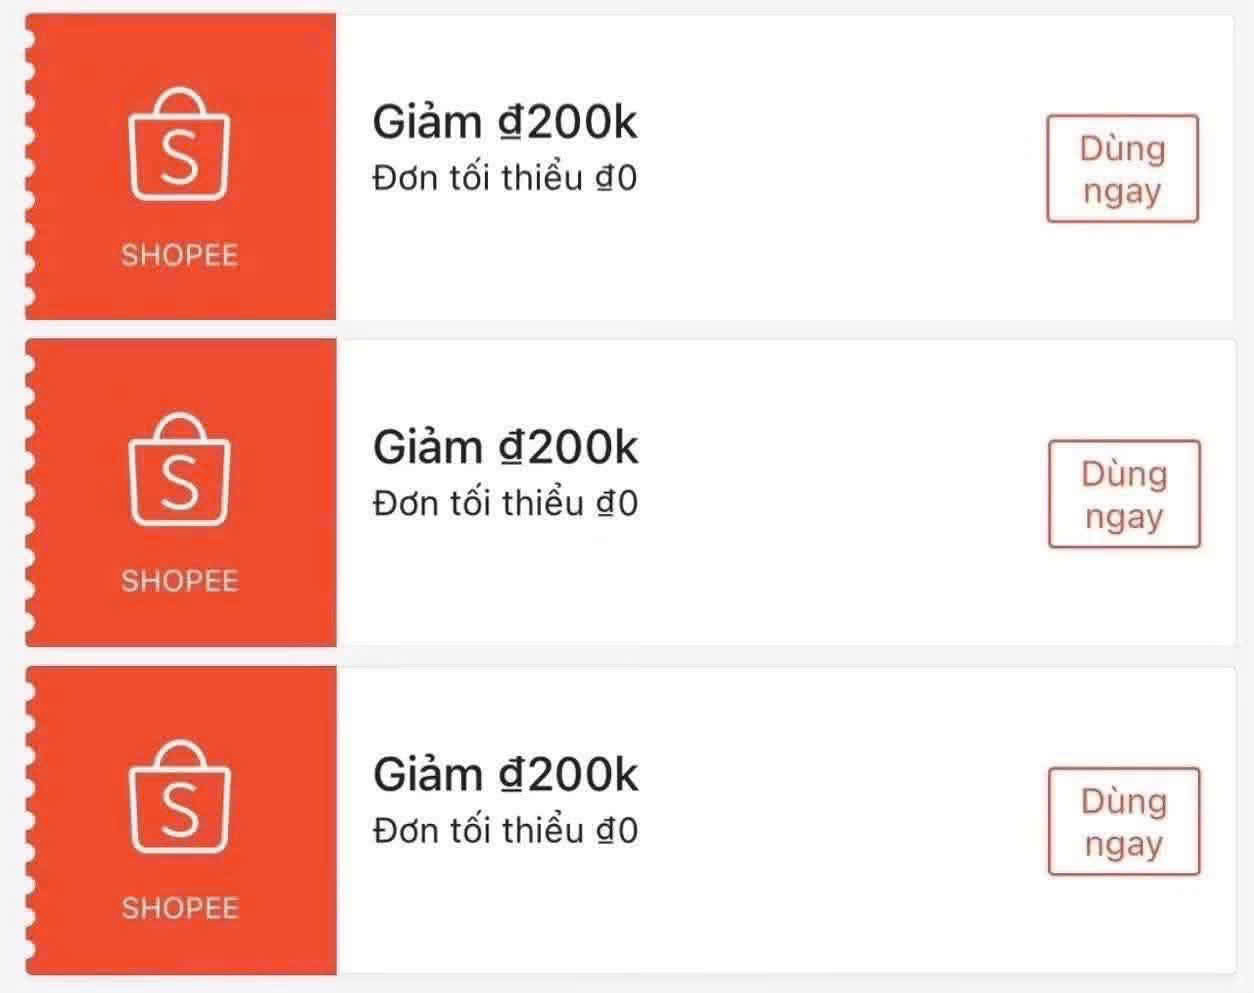 S
SHOPEE
Giảm ₫200k
Đơn tối thiểu ₫0
Dùng
ngay
S
SHOPEE
Giảm ₫200k
Đơn tối thiểu ₫0
Dùng
ngay
S
SHOPEE
Giảm ₫200k
Đơn tối thiểu ₫0
Dùng
ngay